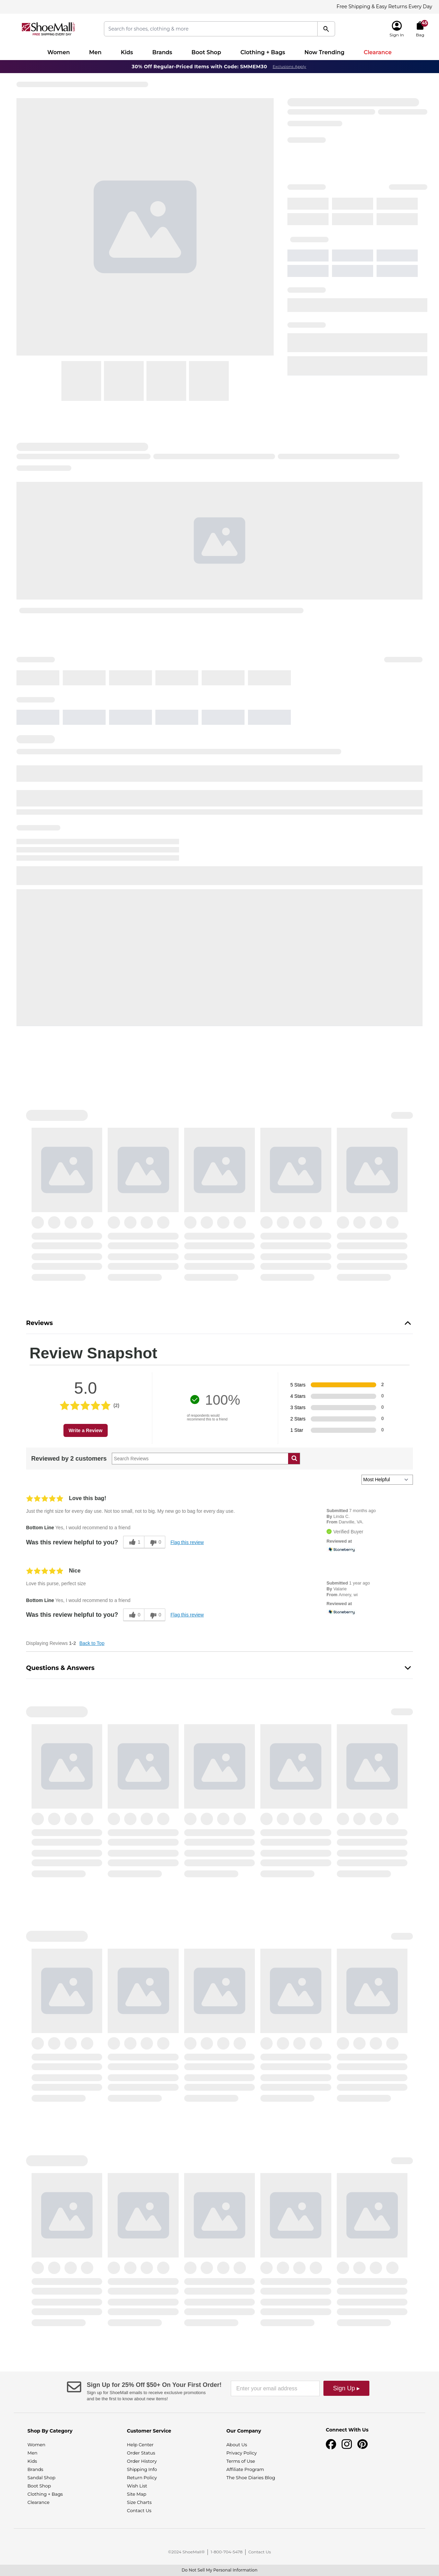 Free Shipping & Easy Returns Every Day
ShoeMall
FREE SHIPPING EVERY DAY
Search for shoes, clothing & more
Sign In
Bag
Women Men Kids Brands Boot Shop Clothing + Bags Now Trending Clearance
30% Off Regular-Priced Items with Code: SMMEM30 Exclusions Apply
Reviews
Review Snapshot
5.0
(2)
Write a Review
100%
of respondents would
recommend this to a friend
5 Stars 2
4 Stars 0
3 Stars 0
2 Stars 0
1 Star 0
Reviewed by 2 customers
Search Reviews
Most Helpful
Love this bag!
Just the right size for every day use. Not too small, not to big. My new go to bag for every day use.
Bottom Line Yes, I would recommend to a friend
Was this review helpful to you? 1 0 Flag this review
Submitted 7 months ago
By Linda C.
From Danville, VA
Verified Buyer
Reviewed at
Stoneberry
Nice
Love this purse, perfect size
Bottom Line Yes, I would recommend to a friend
Was this review helpful to you? 0 0 Flag this review
Submitted 1 year ago
By Valarie
From Amory, ar
Reviewed at
Stoneberry
Displaying Reviews 1-2 Back to Top
Questions & Answers
Sign Up for 25% Off $50+ On Your First Order!
Sign up for ShoeMall emails to receive exclusive promotions
and be the first to know about new items!
Enter your email address
Sign Up ▸
Shop By Category
Women
Men
Kids
Brands
Sandal Shop
Boot Shop
Clothing + Bags
Clearance
Customer Service
Help Center
Order Status
Order History
Shipping Info
Return Policy
Wish List
Site Map
Size Charts
Contact Us
Our Company
About Us
Privacy Policy
Terms of Use
Affiliate Program
The Shoe Diaries Blog
Connect With Us
©2024 ShoeMall® | 1-800-704-5478 | Contact Us
Do Not Sell My Personal Information